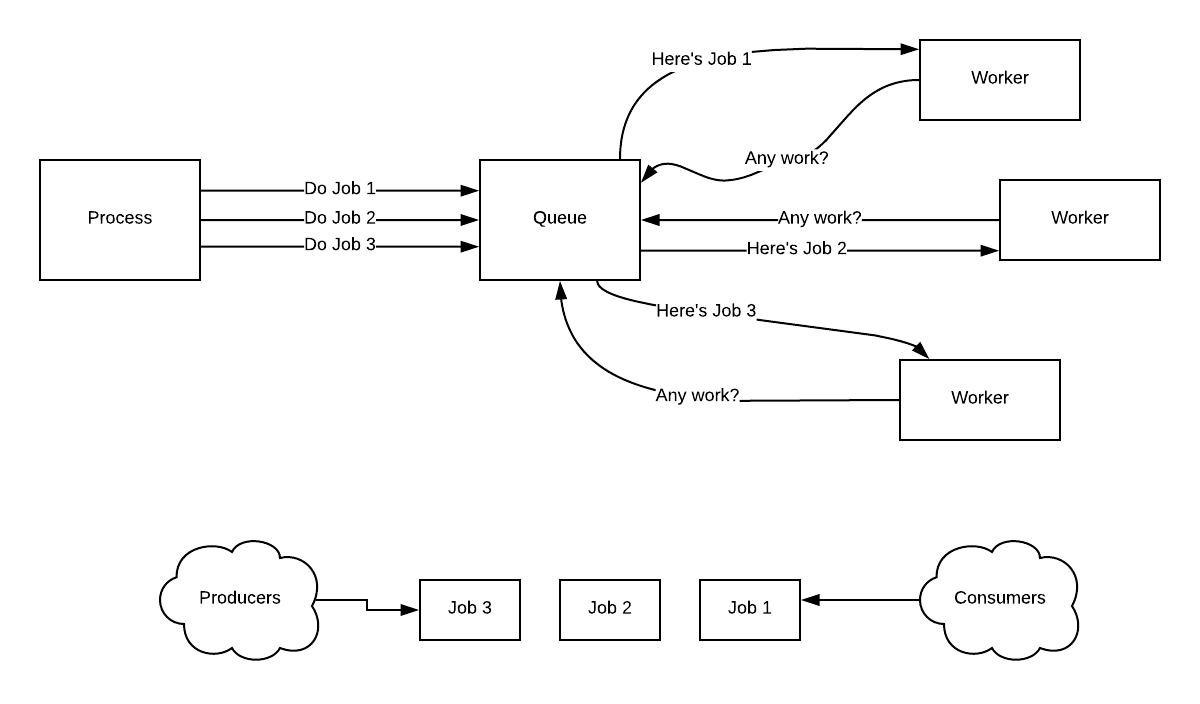 Here's Job 1
Worker
Any work?
Process
Do Job 1
Do Job 2
Do Job 3
Queue
Any work?
Here's Job 2
Worker
Here's Job 3
Any work?
Worker
Producers
Job 3
Job 2
Job 1
Consumers